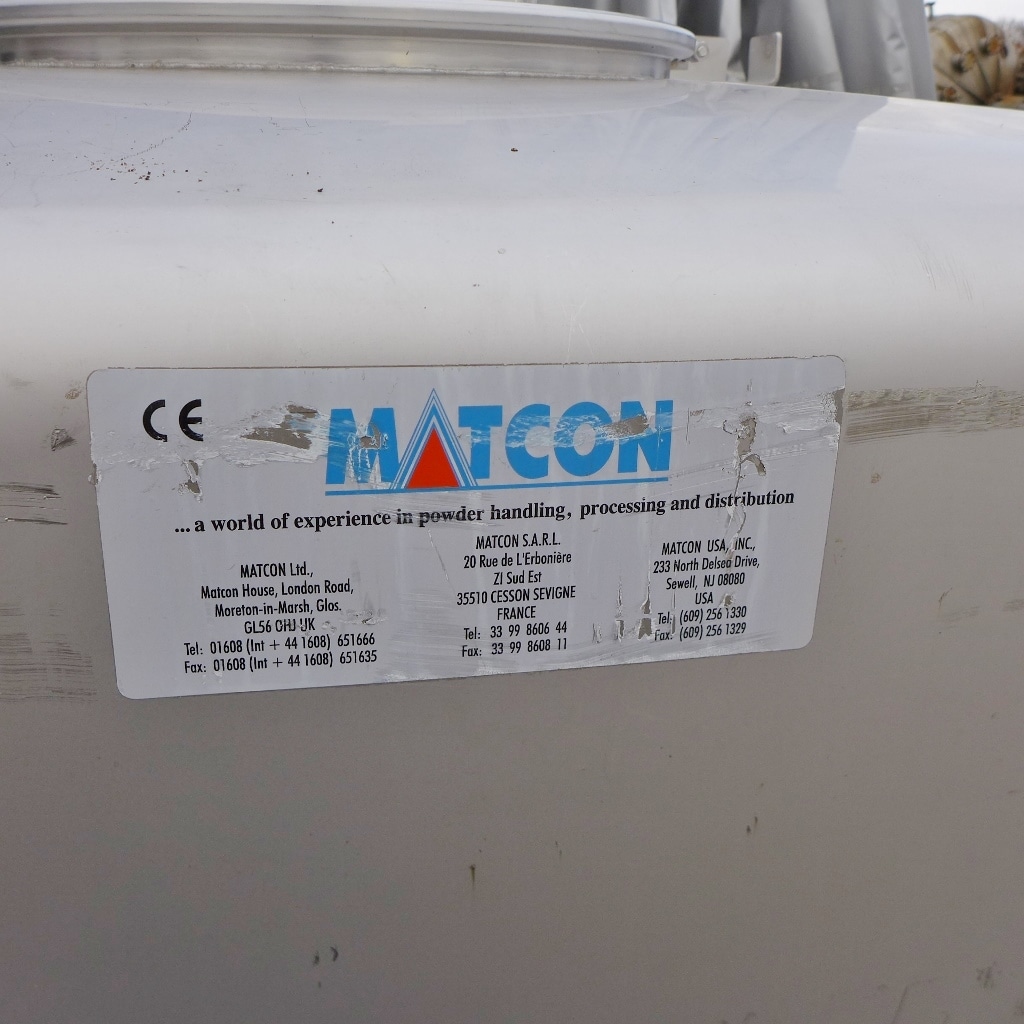 CE
MATCON
...a world of experience in powder handling, processing and distribution
MATCON Ltd.,
Matcon House, London Road,
Moreton-in-Marsh, Glos.
GL56 OHJ UK
Tel: 01608 (Int + 44 1608) 651666
Fax: 01608 (Int + 44 1608) 651635
MATCON S.A.R.L.
20 Rue de L'Erbonière
ZI Sud Est
35510 CESSON SEVIGNE
FRANCE
Tel: 33 99 8606 44
Fax: 33 99 8608 11
MATCON USA, INC.,
233 North Delsea Drive,
Sewell, NJ 08080
USA
Tel: (609) 256 1330
Fax: (609) 256 1329